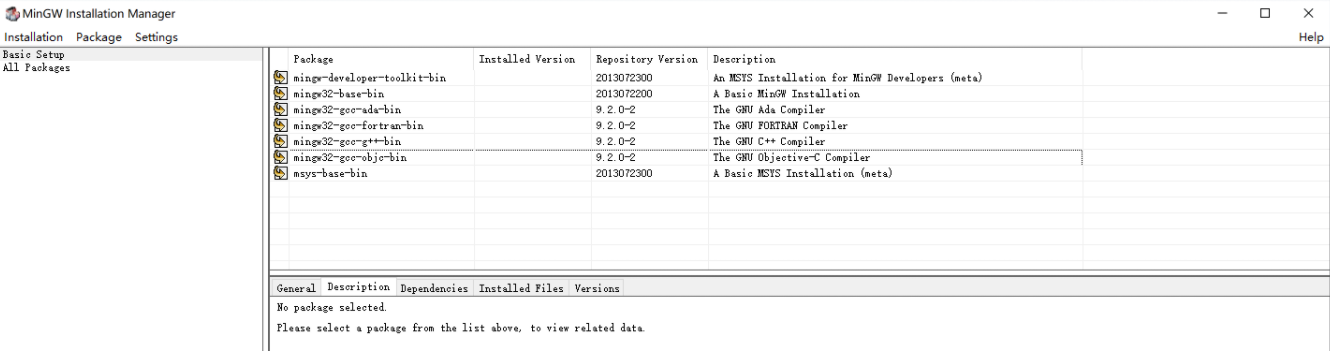 MinGW Installation Manager
Installation Package Settings Help
Basic Setup
All Packages
Package Installed Version Repository Version Description
mingw-developer-toolkit-bin 2013072300 An MSYS Installation for MinGW Developers (meta)
mingw32-base-bin 2013072200 A Basic MinGW Installation
mingw32-gcc-ada-bin 9.2.0-2 The GNU Ada Compiler
mingw32-gcc-fortran-bin 9.2.0-2 The GNU FORTRAN Compiler
mingw32-gcc-g++-bin 9.2.0-2 The GNU C++ Compiler
mingw32-gcc-objc-bin 9.2.0-2 The GNU Objective-C Compiler
msys-base-bin 2013072300 A Basic MSYS Installation (meta)
General Description Dependencies Installed Files Versions
No package selected.
Please select a package from the list above, to view related data.